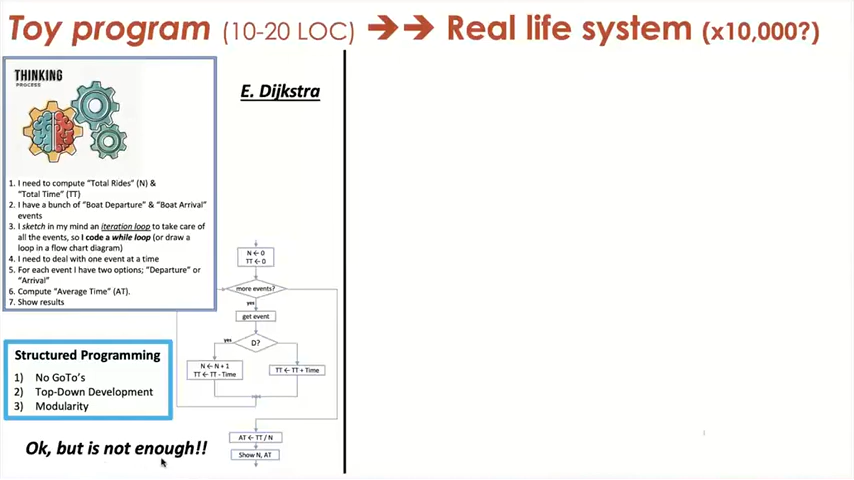 Toy program (10-20 LOC) ➔➔ Real life system (x10,000?)
THINKING
PROCESS
E. Dijkstra
1. I need to compute "Total Rides" (N) &
"Total Time" (TT)
2. I have a bunch of "Boat Departure" & "Boat Arrival"
events
3. I sketch in my mind an iteration loop to take care of
all the events, so I code a while loop (or draw a
loop in a flow chart diagram)
4. I need to deal with one event at a time
5. For each event I have two options; "Departure" or
"Arrival"
6. Compute "Average Time" (AT).
7. Show results
N ← 0
TT ← 0
more events?
yes
get event
yes
D?
N ← N + 1
TT ← TT - Time
TT ← TT + Time
AT ← TT / N
Show N, AT
Structured Programming
1) No GoTo's
2) Top-Down Development
3) Modularity
Ok, but is not enough!!